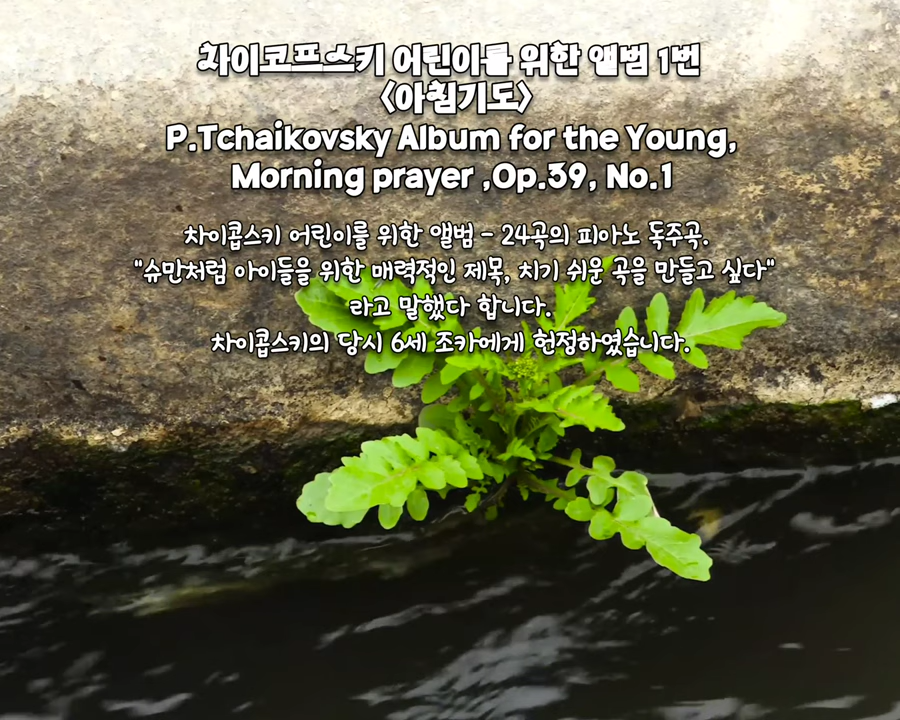 차이코프스키 어린이를 위한 앨범 1번
<아침기도>
P.Tchaikovsky Album for the Young,
Morning prayer ,Op.39, No.1
차이콥스키 어린이를 위한 앨범 - 24곡의 피아노 독주곡.
"슈만처럼 아이들을 위한 매력적인 제목, 치기 쉬운 곡을 만들고 싶다"
라고 말했다 합니다.
차이콥스키의 당시 6세 조카에게 헌정하였습니다.